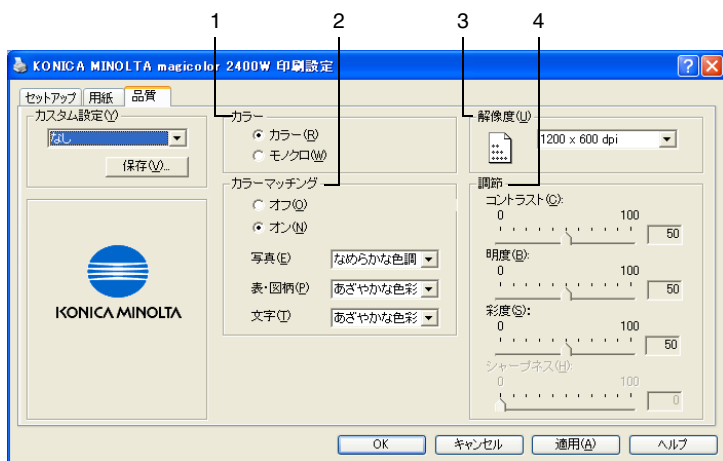 1 2 3 4
KONICA MINOLTA magicolor 2400W 印刷設定
セットアップ 用紙 品質
カスタム設定(Y)
なし
保存(V)...
KONICA MINOLTA
カラー
カラー(R)
モノクロ(W)
カラーマッチング
オフ(O)
オン(N)
写真(E) なめらかな色調
表・図柄(P) あざやかな色彩
文字(T) あざやかな色彩
解像度(U)
1200 x 600 dpi
調節
コントラスト(C):
0 100
50
明度(B):
0 100
50
彩度(S):
0 100
50
シャープネス(H):
0 100
0
OK キャンセル 適用(A) ヘルプ